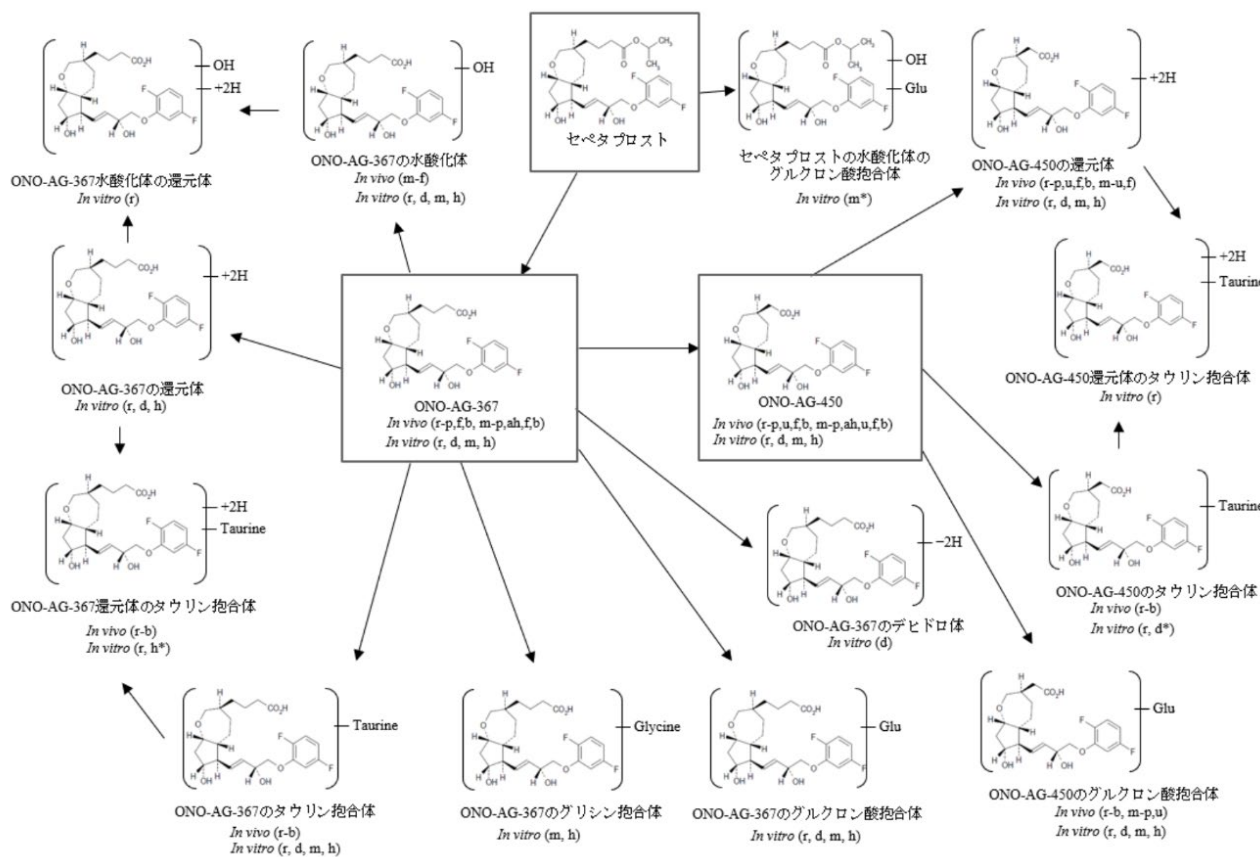 OH
+2H
ONO-AG-367水酸化体の還元体
In vitro (r)
OH
ONO-AG-367の水酸化体
In vivo (m-f)
In vitro (r, d, m, h)
セペタプロスト
OH
Glu
セペタプロストの水酸化体の
グルクロン酸抱合体
In vitro (m*)
+2H
ONO-AG-450の還元体
In vivo (r-p,u,f,b, m-u,f)
In vitro (r, d, m, h)
+2H
ONO-AG-367の還元体
In vitro (r, d, h)
ONO-AG-367
In vivo (r-p,f,b, m-p,ah,f,b)
In vitro (r, d, m, h)
ONO-AG-450
In vivo (r-p,u,f,b, m-p,ah,u,f,b)
In vitro (r, d, m, h)
+2H
Taurine
ONO-AG-450還元体のタウリン抱合体
In vitro (r)
+2H
Taurine
ONO-AG-367還元体のタウリン抱合体
In vivo (r-b)
In vitro (r, h*)
−2H
ONO-AG-367のデヒドロ体
In vitro (d)
Taurine
ONO-AG-450のタウリン抱合体
In vivo (r-b)
In vitro (r, d*)
Taurine
ONO-AG-367のタウリン抱合体
In vivo (r-b)
In vitro (r, d, m, h)
Glycine
ONO-AG-367のグリシン抱合体
In vitro (m, h)
Glu
ONO-AG-367のグルクロン酸抱合体
In vitro (r, d, m, h)
Glu
ONO-AG-450のグルクロン酸抱合体
In vivo (r-b, m-p,u)
In vitro (r, d, m, h)